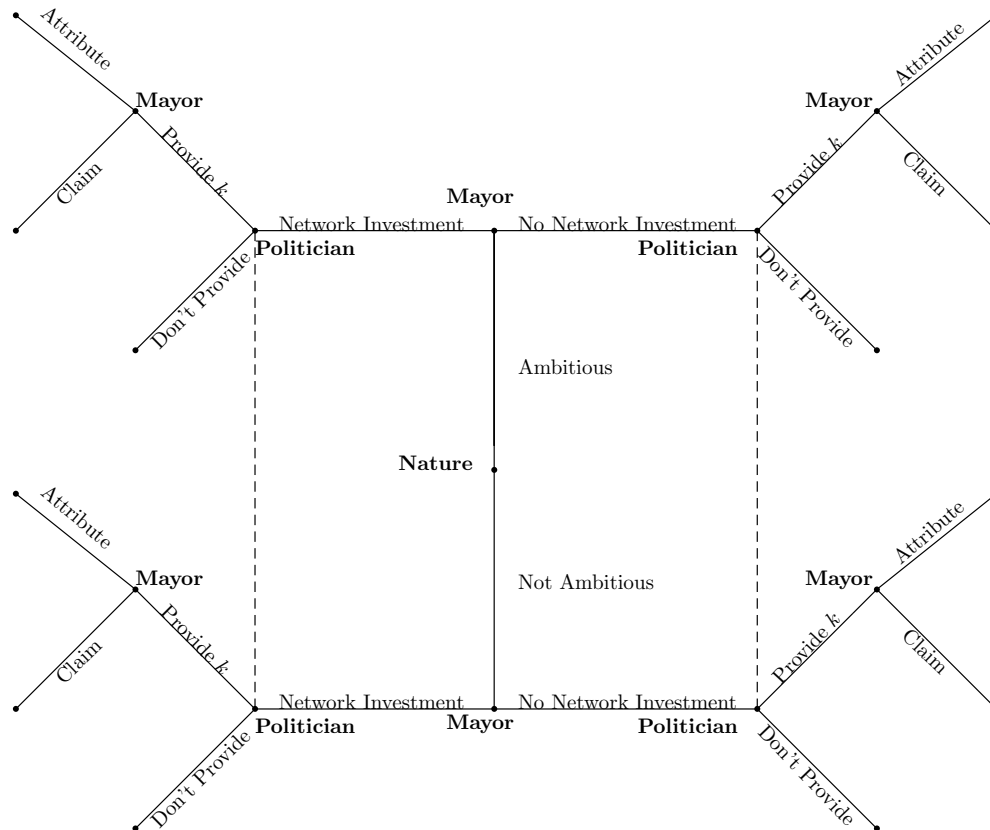 Attribute
Attribute
Mayor
Mayor
Provide k
Provide k
Claim
Claim
Mayor
Network Investment
No Network Investment
Politician
Politician
Don't Provide
Don't Provide
Ambitious
Nature
Attribute
Attribute
Mayor
Not Ambitious
Mayor
Provide k
Provide k
Claim
Claim
Network Investment
No Network Investment
Politician
Mayor
Politician
Don't Provide
Don't Provide